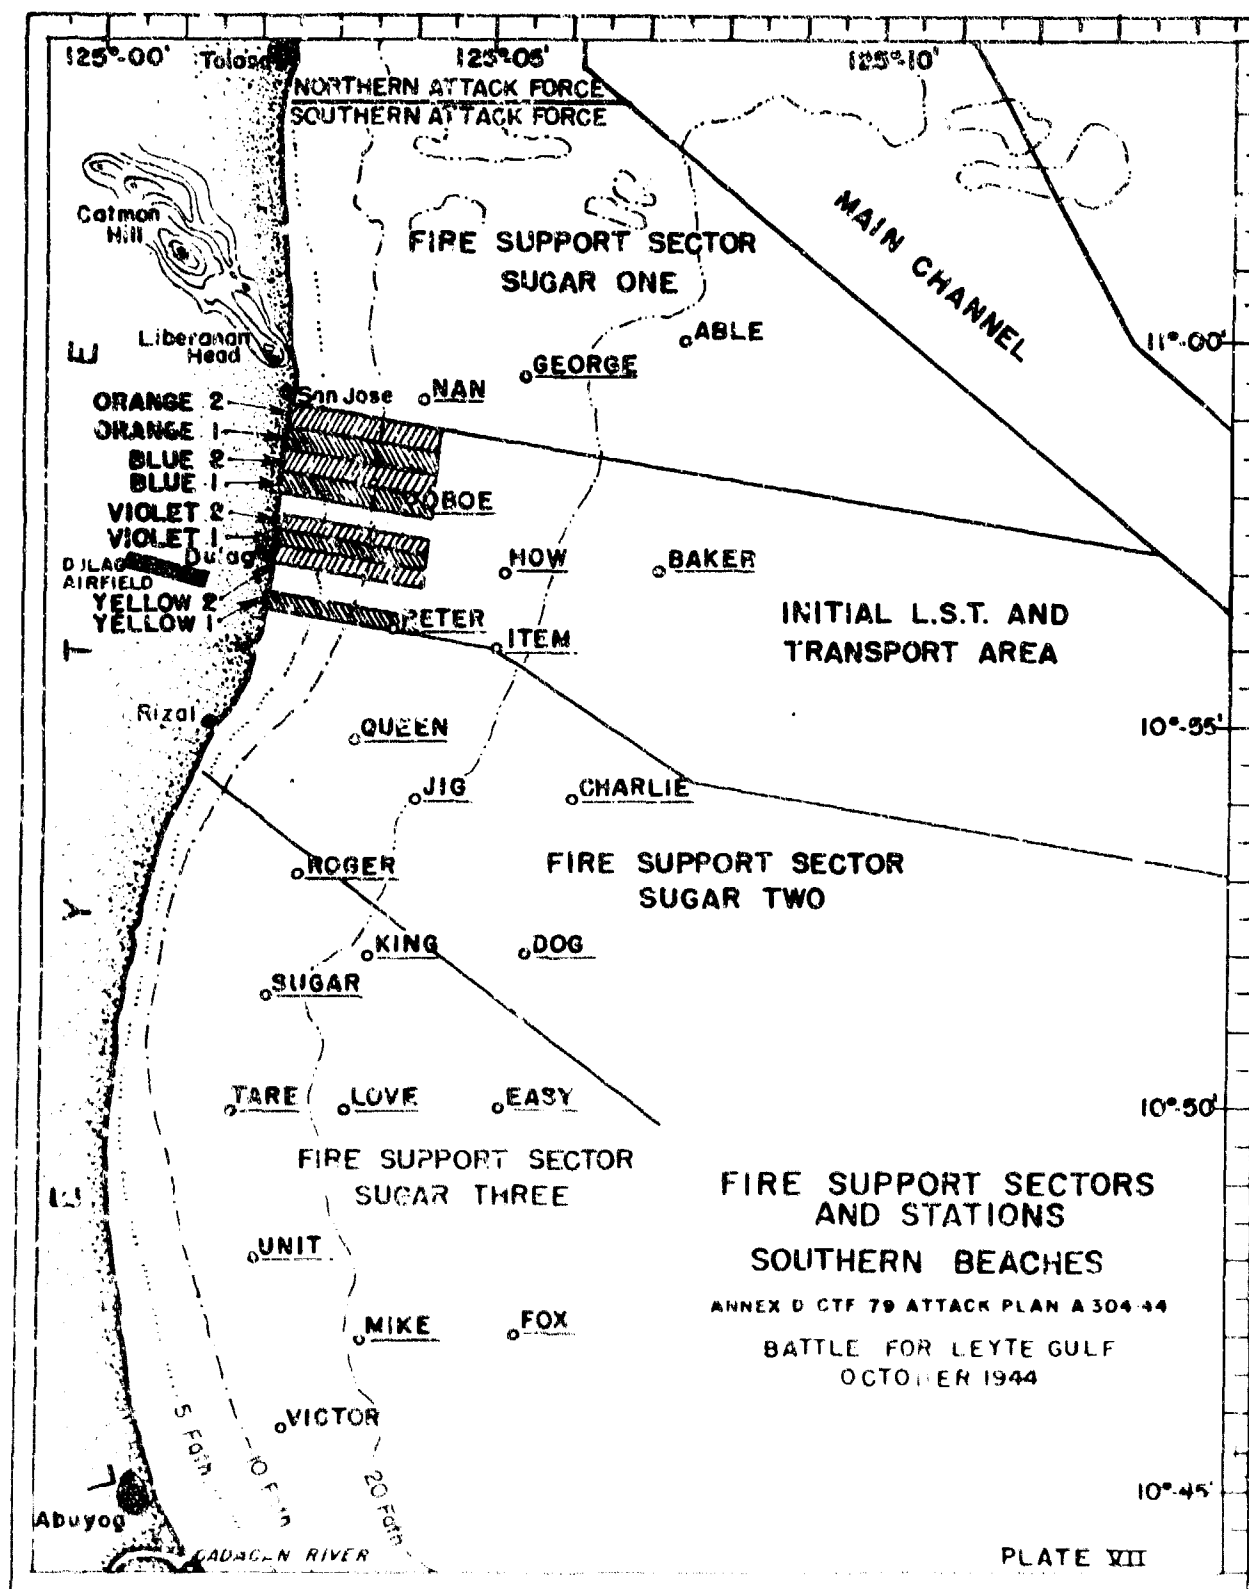 125°-00'
Tolosa
125°-05'
125°-10'
NORTHERN ATTACK FORCE
SOUTHERN ATTACK FORCE
Catmon
Hill
FIRE SUPPORT SECTOR
SUGAR ONE
MAIN CHANNEL
Liberanan
Head
ABLE
11°-00'
GEORGE
San Jose
NAN
ORANGE 2
ORANGE 1
BLUE 2
BLUE 1
OBOE
VIOLET 2
VIOLET 1
Dulag
DULAG
AIRFIELD
HOW
BAKER
YELLOW 2
YELLOW 1
PETER
ITEM
INITIAL L.S.T. AND
TRANSPORT AREA
Rizal
QUEEN
10°-55'
JIG
CHARLIE
ROGER
FIRE SUPPORT SECTOR
SUGAR TWO
KING
DOG
SUGAR
TARE
LOVE
EASY
10°-50'
FIRE SUPPORT SECTOR
SUGAR THREE
FIRE SUPPORT SECTORS
AND STATIONS
SOUTHERN BEACHES
ANNEX D CTF 79 ATTACK PLAN A304-44
BATTLE FOR LEYTE GULF
OCTOBER 1944
UNIT
MIKE
FOX
VICTOR
5 Fath.
10 Fath
20 Fath.
10°-45'
LEYTE
Abuyog
RIVER
PLATE VII